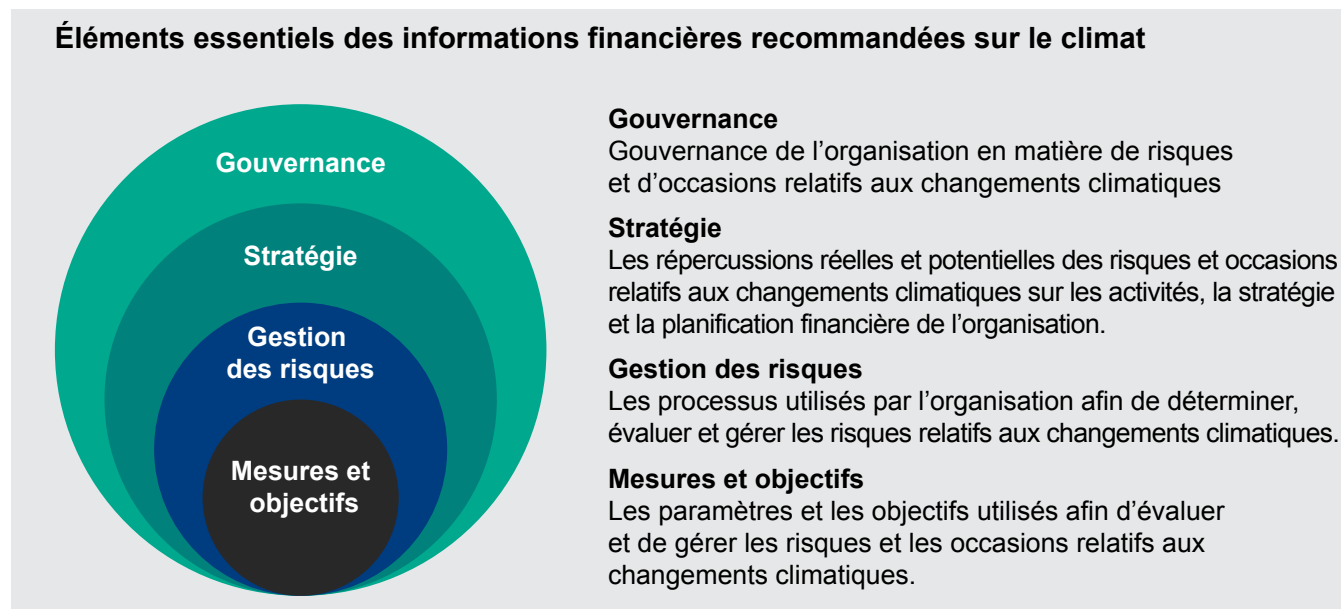 Éléments essentiels des informations financières recommandées sur le climat
Gouvernance
Stratégie
Gestion
des risques
Mesures et
objectifs
Gouvernance
Gouvernance de l’organisation en matière de risques
et d’occasions relatifs aux changements climatiques
Stratégie
Les répercussions réelles et potentielles des risques et occasions
relatifs aux changements climatiques sur les activités, la stratégie
et la planification financière de l’organisation.
Gestion des risques
Les processus utilisés par l’organisation afin de déterminer,
évaluer et gérer les risques relatifs aux changements climatiques.
Mesures et objectifs
Les paramètres et les objectifs utilisés afin d’évaluer
et de gérer les risques et les occasions relatifs aux
changements climatiques.